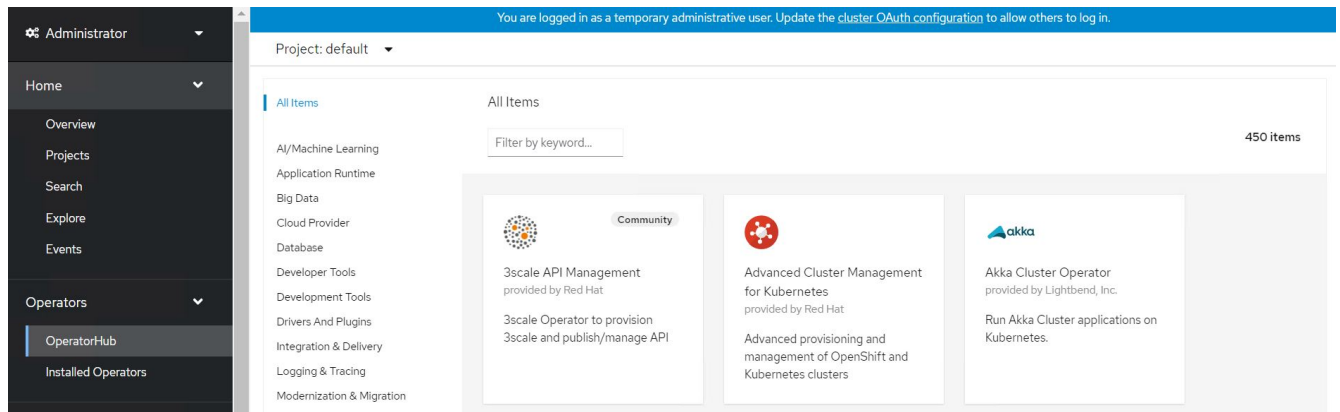 You are logged in as a temporary administrative user. Update the cluster OAuth configuration to allow others to log in.
Administrator
Home
Overview
Projects
Search
Explore
Events
Operators
OperatorHub
Installed Operators
Project: default
All Items
AI/Machine Learning
Application Runtime
Big Data
Cloud Provider
Database
Developer Tools
Development Tools
Drivers And Plugins
Integration & Delivery
Logging & Tracing
Modernization & Migration
All Items
Filter by keyword...
450 items
Community
3scale API Management
provided by Red Hat
3scale Operator to provision
3scale and publish/manage API
Advanced Cluster Management
for Kubernetes
provided by Red Hat
Advanced provisioning and
management of OpenShift and
Kubernetes clusters
akka
Akka Cluster Operator
provided by Lightbend, Inc.
Run Akka Cluster applications on
Kubernetes.